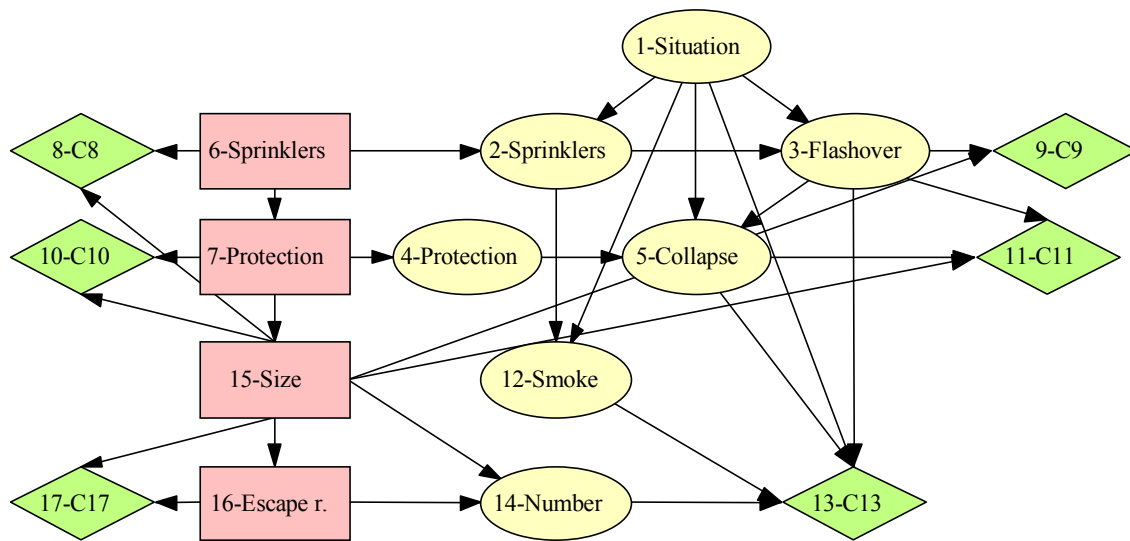 1-Situation
8-C8
6-Sprinklers
2-Sprinklers
3-Flashover
9-C9
10-C10
7-Protection
4-Protection
5-Collapse
11-C11
15-Size
12-Smoke
17-C17
16-Escape r.
14-Number
13-C13